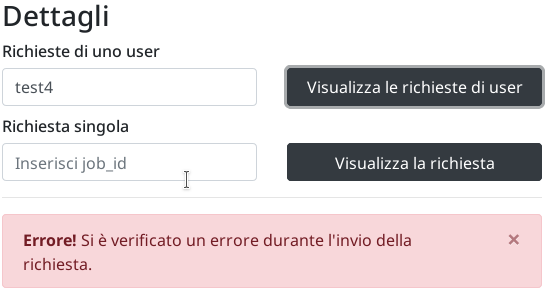 Dettagli
Richieste di uno user
test4
Visualizza le richieste di user
Richiesta singola
Inserisci job_id
Visualizza la richiesta
Errore! Si è verificato un errore durante l'invio della
richiesta.
×